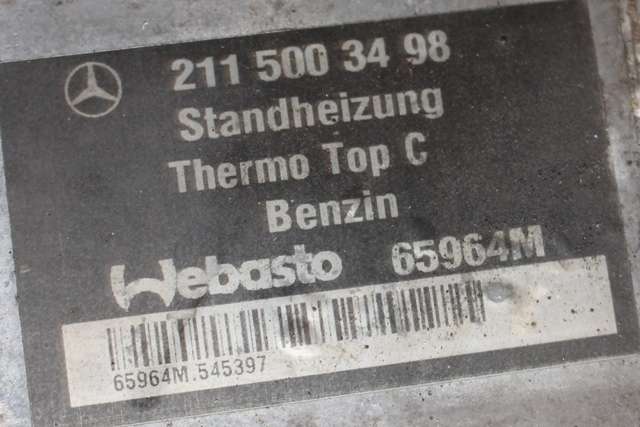 211 500 34 98
Standheizung
Thermo Top C
Benzin
Webasto 65964M
65964M.545397